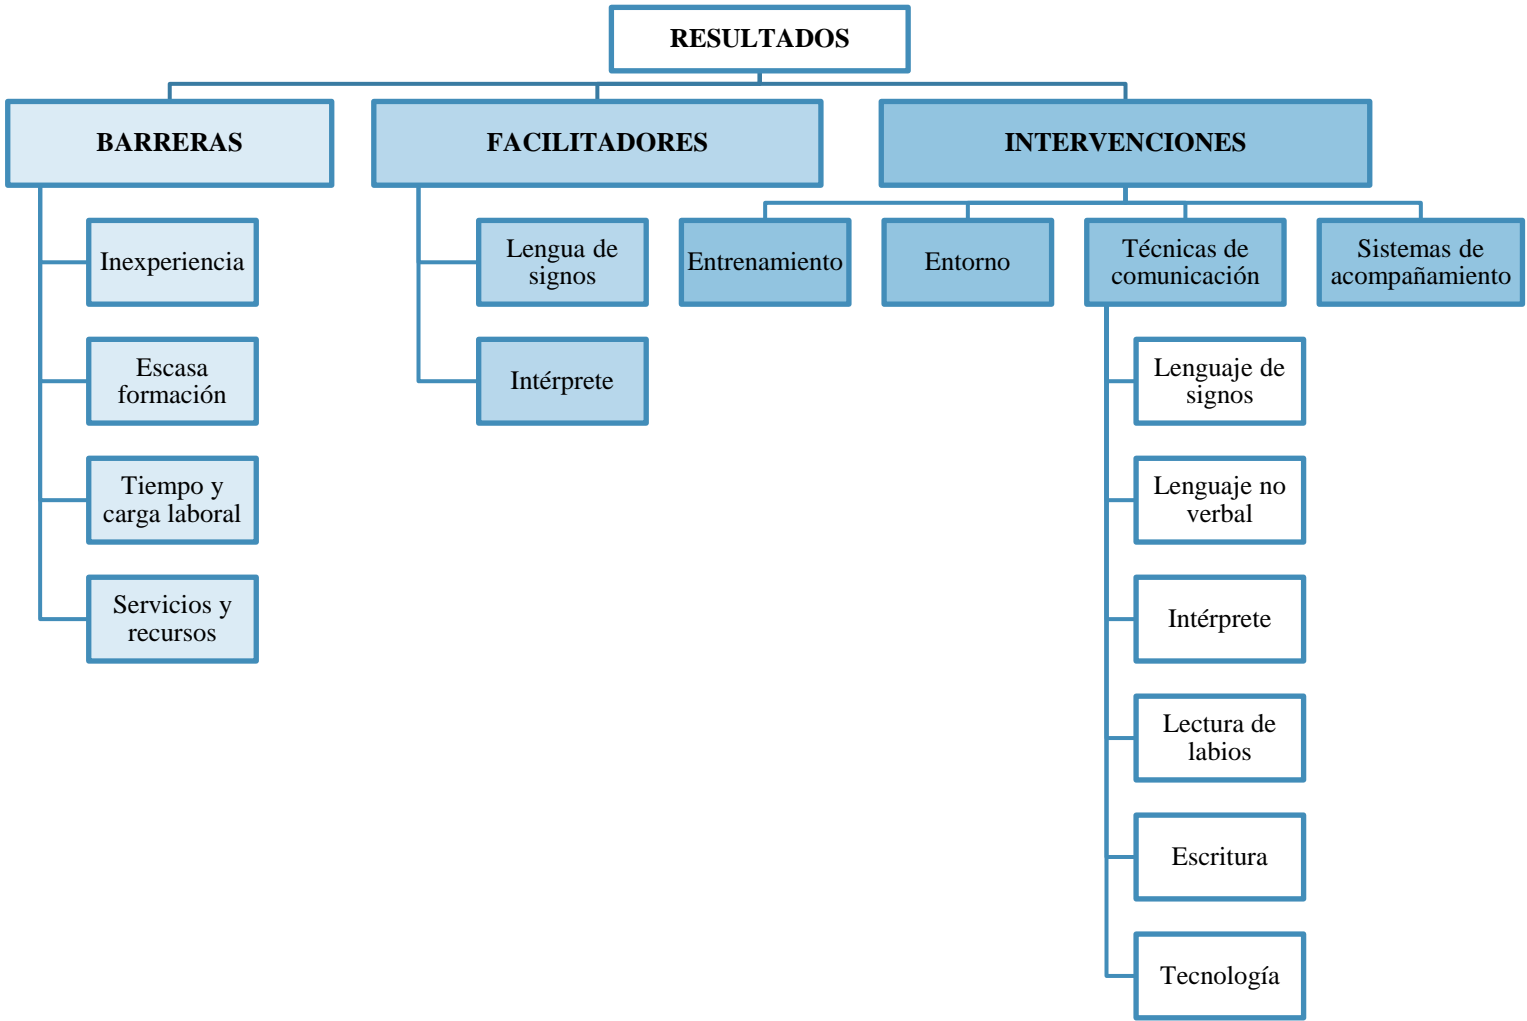 RESULTADOS
BARRERAS
Inexperiencia
Escasa
formación
Tiempo y
carga laboral
Servicios y
recursos
FACILITADORES
Lengua de
signos
Intérprete
INTERVENCIONES
Entrenamiento
Entorno
Técnicas de
comunicación
Lenguaje de
signos
Lenguaje no
verbal
Intérprete
Lectura de
labios
Escritura
Tecnología
Sistemas de
acompañamiento